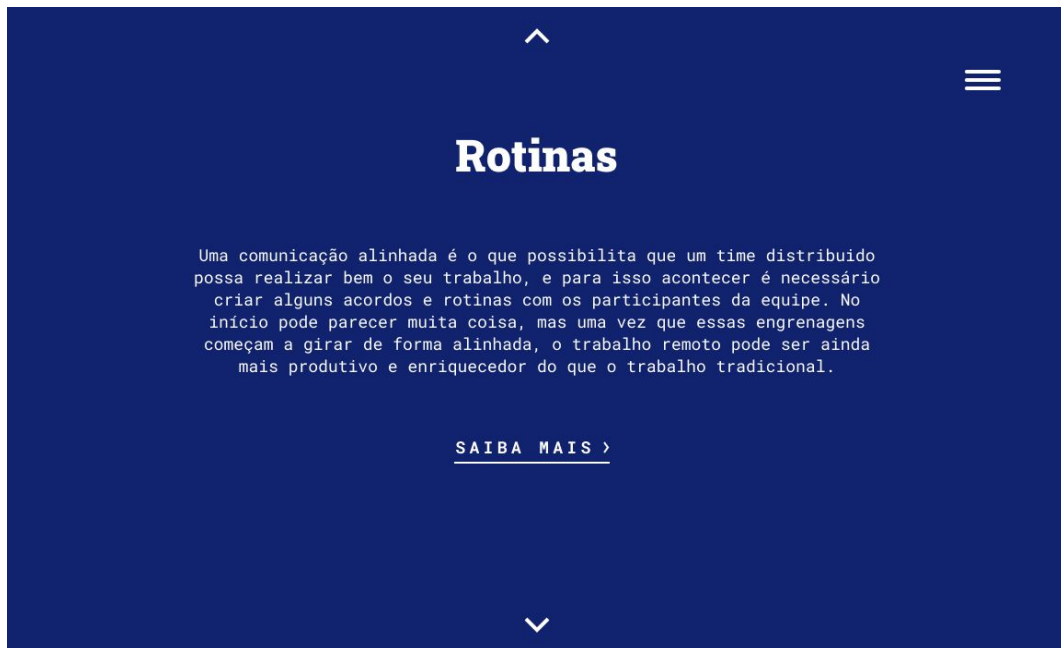 Rotinas
Uma comunicação alinhada é o que possibilita que um time distribuido
possa realizar bem o seu trabalho, e para isso acontecer é necessário
criar alguns acordos e rotinas com os participantes da equipe. No
início pode parecer muita coisa, mas uma vez que essas engrenagens
começam a girar de forma alinhada, o trabalho remoto pode ser ainda
mais produtivo e enriquecedor do que o trabalho tradicional.
SAIBA MAIS ›